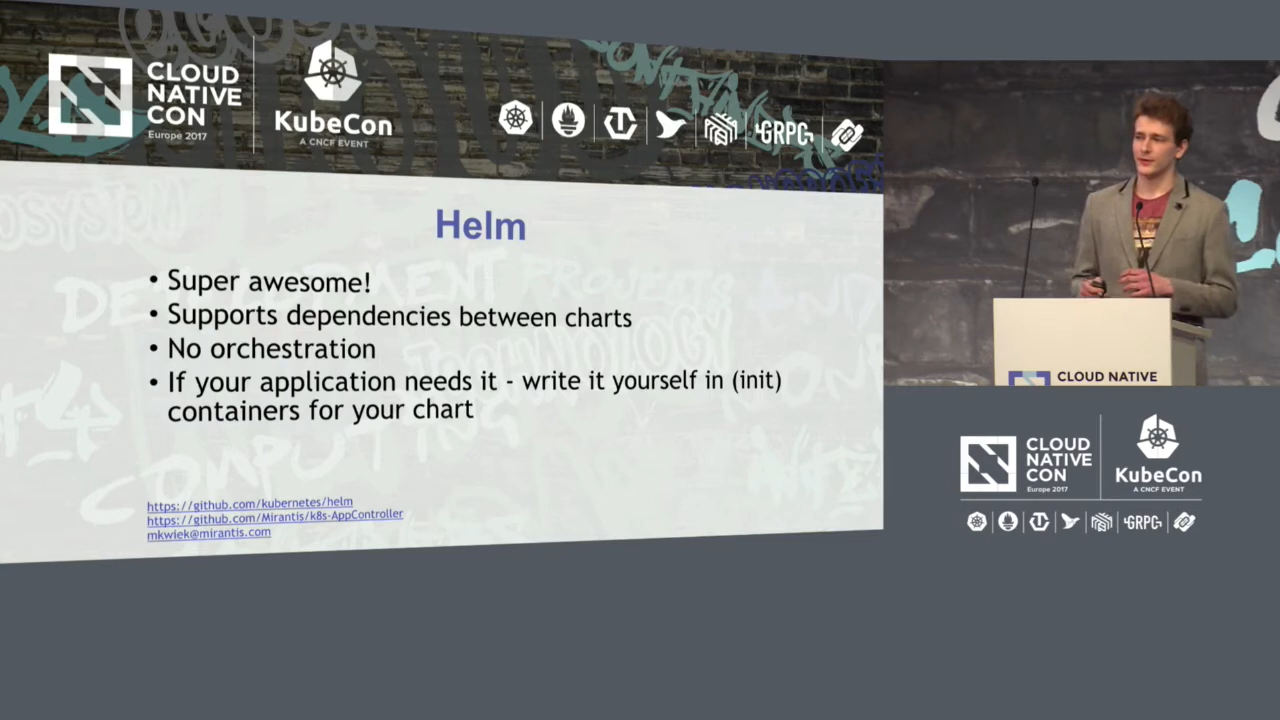 CLOUD
NATIVE
CON
Europe 2017
KubeCon
A CNCF EVENT
GRPC
Helm
• Super awesome!
• Supports dependencies between charts
• No orchestration
• If your application needs it - write it yourself in (init)
containers for your chart
https://github.com/kubernetes/helm
https://github.com/Mirantis/k8s-AppController
mkwiek@mirantis.com
CLOUD NATIVE
CLOUD
NATIVE
CON
Europe 2017
KubeCon
A CNCF EVENT
GRPC